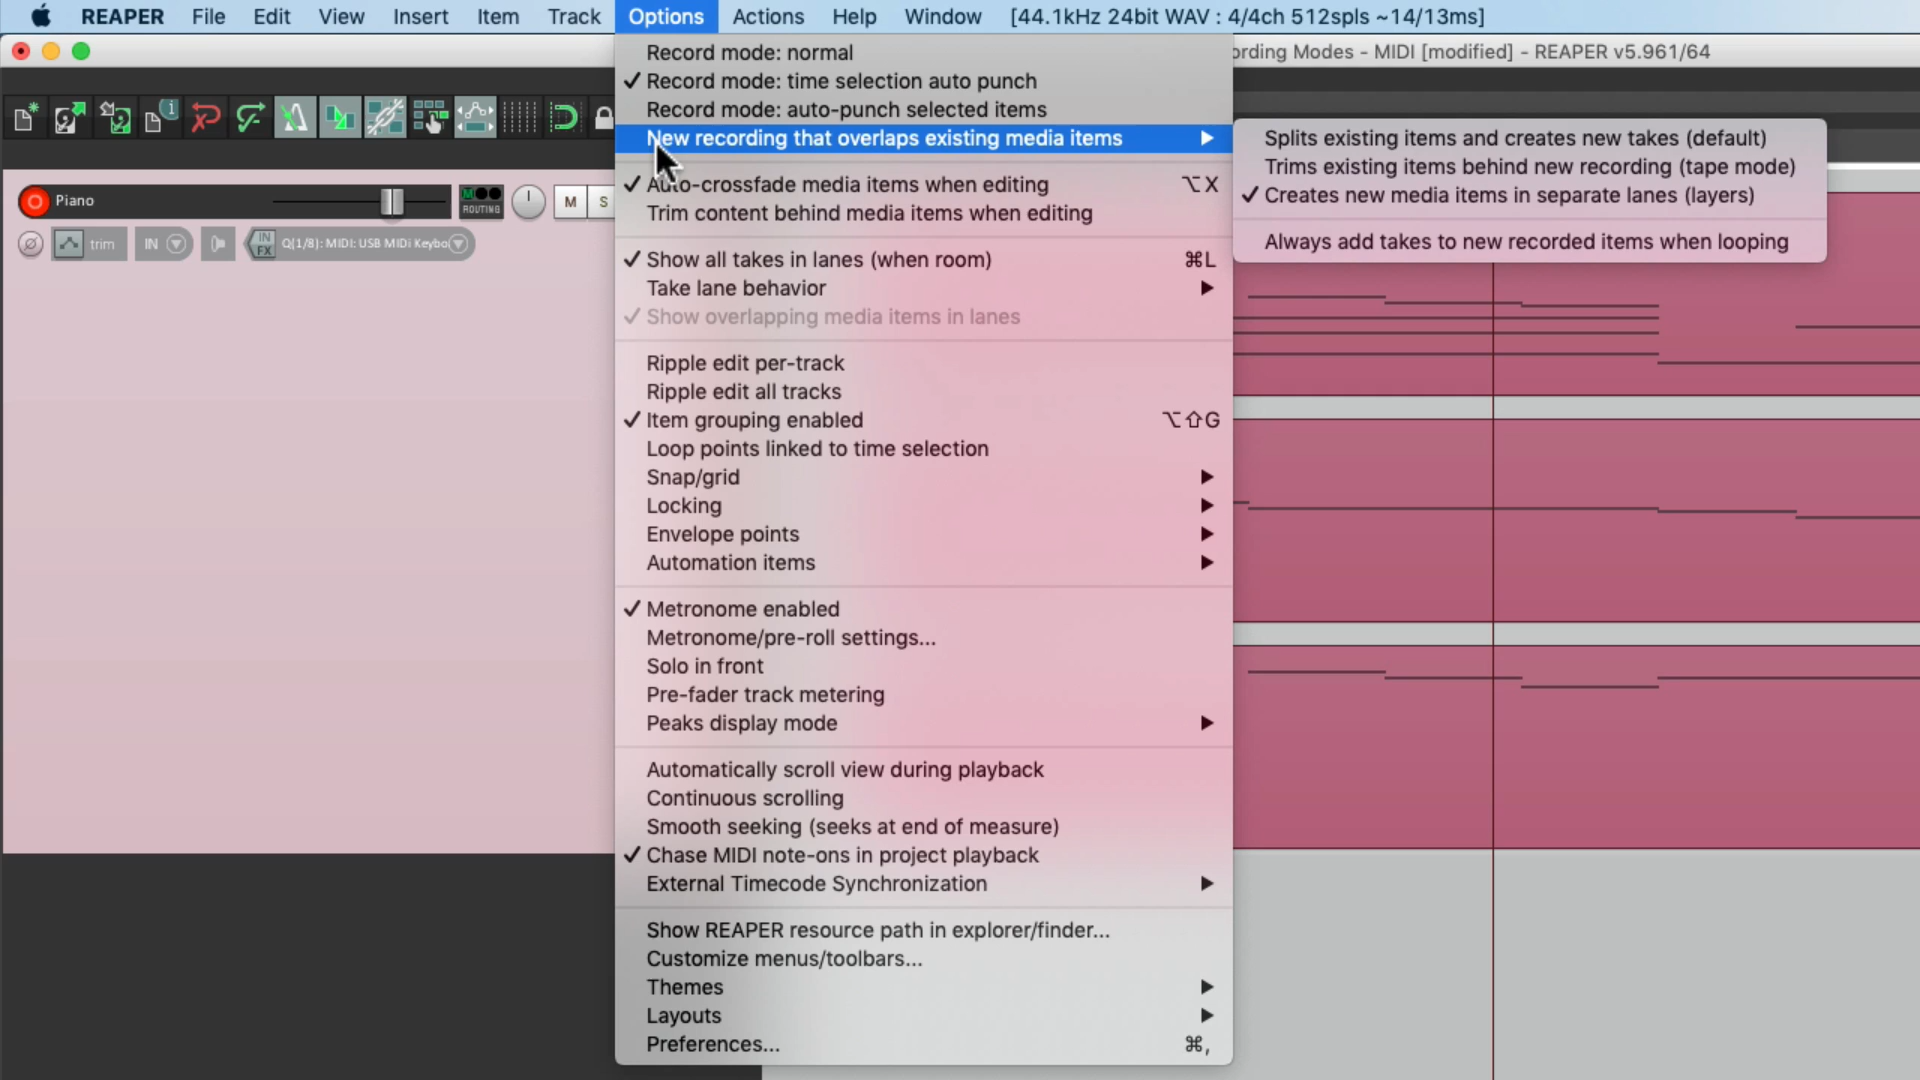 REAPER File Edit View Insert Item Track Options Actions Help Window [44.1kHz 24bit WAV : 4/4ch 512spls ~14/13ms]
ording Modes - MIDI [modified] - REAPER v5.961/64
Record mode: normal
✓ Record mode: time selection auto punch
Record mode: auto-punch selected items
New recording that overlaps existing media items
Splits existing items and creates new takes (default)
Trims existing items behind new recording (tape mode)
✓ Creates new media items in separate lanes (layers)
Always add takes to new recorded items when looping
✓ Auto-crossfade media items when editing ⌥X
Trim content behind media items when editing
✓ Show all takes in lanes (when room) ⌘L
Take lane behavior
✓ Show overlapping media items in lanes
Ripple edit per-track
Ripple edit all tracks
✓ Item grouping enabled ⌥⇧G
Loop points linked to time selection
Snap/grid
Locking
Envelope points
Automation items
✓ Metronome enabled
Metronome/pre-roll settings...
Solo in front
Pre-fader track metering
Peaks display mode
Automatically scroll view during playback
Continuous scrolling
Smooth seeking (seeks at end of measure)
✓ Chase MIDI note-ons in project playback
External Timecode Synchronization
Show REAPER resource path in explorer/finder...
Customize menus/toolbars...
Themes
Layouts
Preferences... ⌘,
Piano
ROUTING
M S
trim IN IN FX Q(1/8): MIDI: USB MIDI Keybo